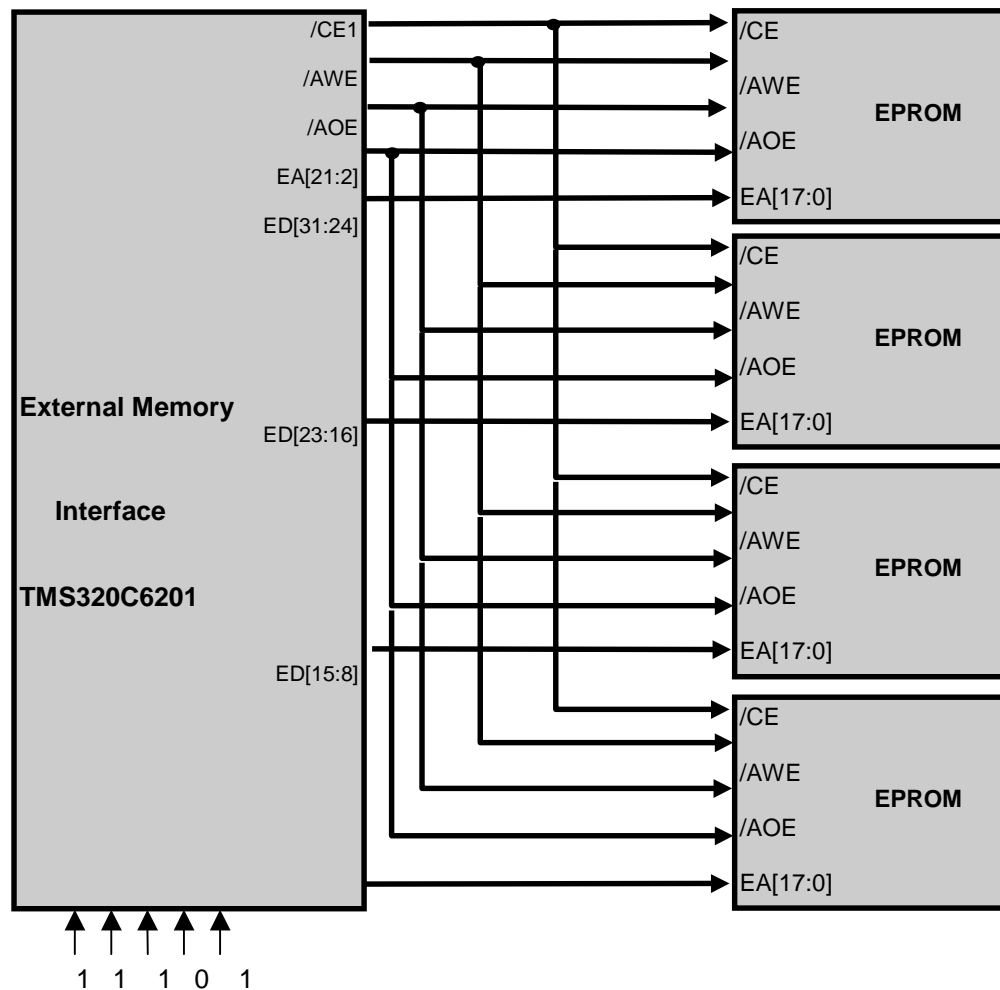 /CE1
/AWE
/AOE
EA[21:2]
ED[31:24]
External Memory
ED[23:16]
Interface
TMS320C6201
ED[15:8]
1 1 1 0 1
/CE
/AWE
EPROM
/AOE
EA[17:0]
/CE
/AWE
EPROM
/AOE
EA[17:0]
/CE
/AWE
EPROM
/AOE
EA[17:0]
/CE
/AWE
EPROM
/AOE
EA[17:0]